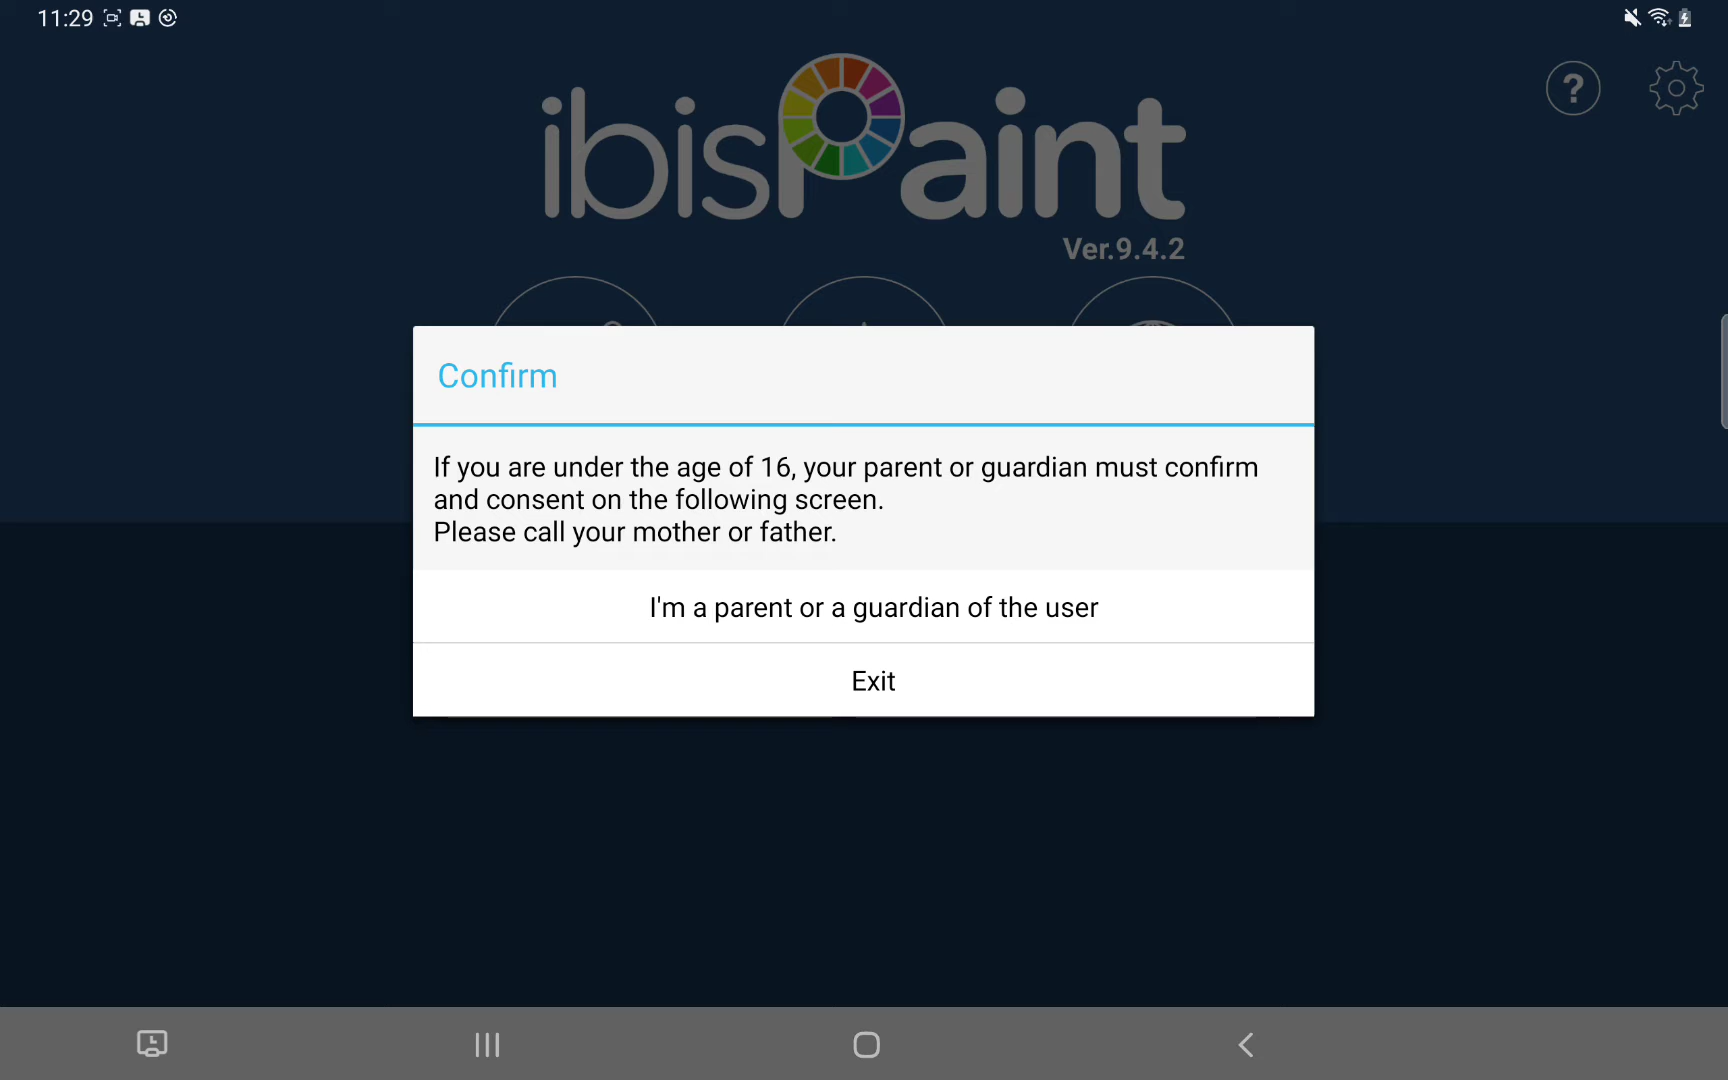 11:29
ibisPaint
Ver.9.4.2
Confirm
If you are under the age of 16, your parent or guardian must confirm
and consent on the following screen.
Please call your mother or father.
I'm a parent or a guardian of the user
Exit